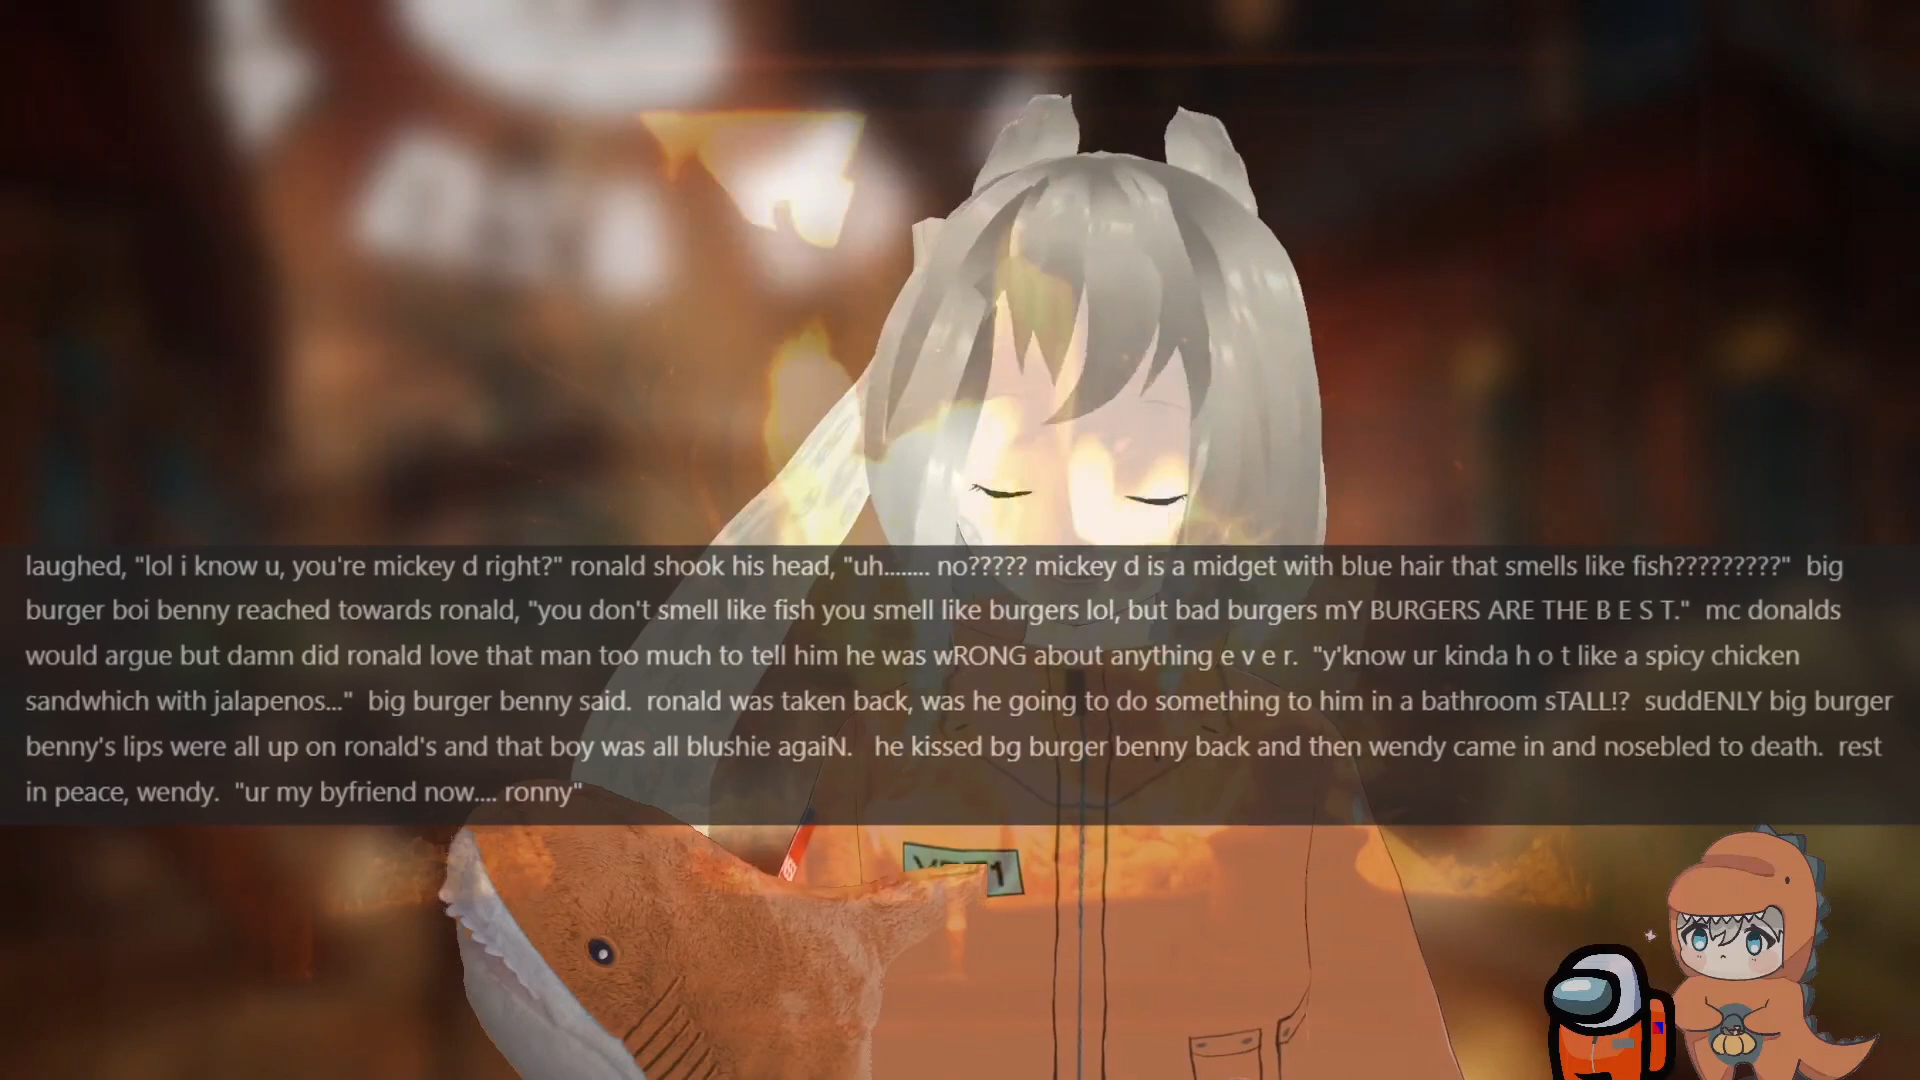 laughed, "lol i know u, you're mickey d right?" ronald shook his head, "uh........ no????? mickey d is a midget with blue hair that smells like fish?????????"  big
burger boi benny reached towards ronald, "you don't smell like fish you smell like burgers lol, but bad burgers mY BURGERS ARE THE B E S T."  mc donalds
would argue but damn did ronald love that man too much to tell him he was wRONG about anything e v e r.  "y'know ur kinda h o t like a spicy chicken
sandwhich with jalapenos..."  big burger benny said.  ronald was taken back, was he going to do something to him in a bathroom sTALL!?  suddENLY big burger
benny's lips were all up on ronald's and that boy was all blushie agaiN.   he kissed bg burger benny back and then wendy came in and nosebled to death.  rest
in peace, wendy.  "ur my byfriend now.... ronny"